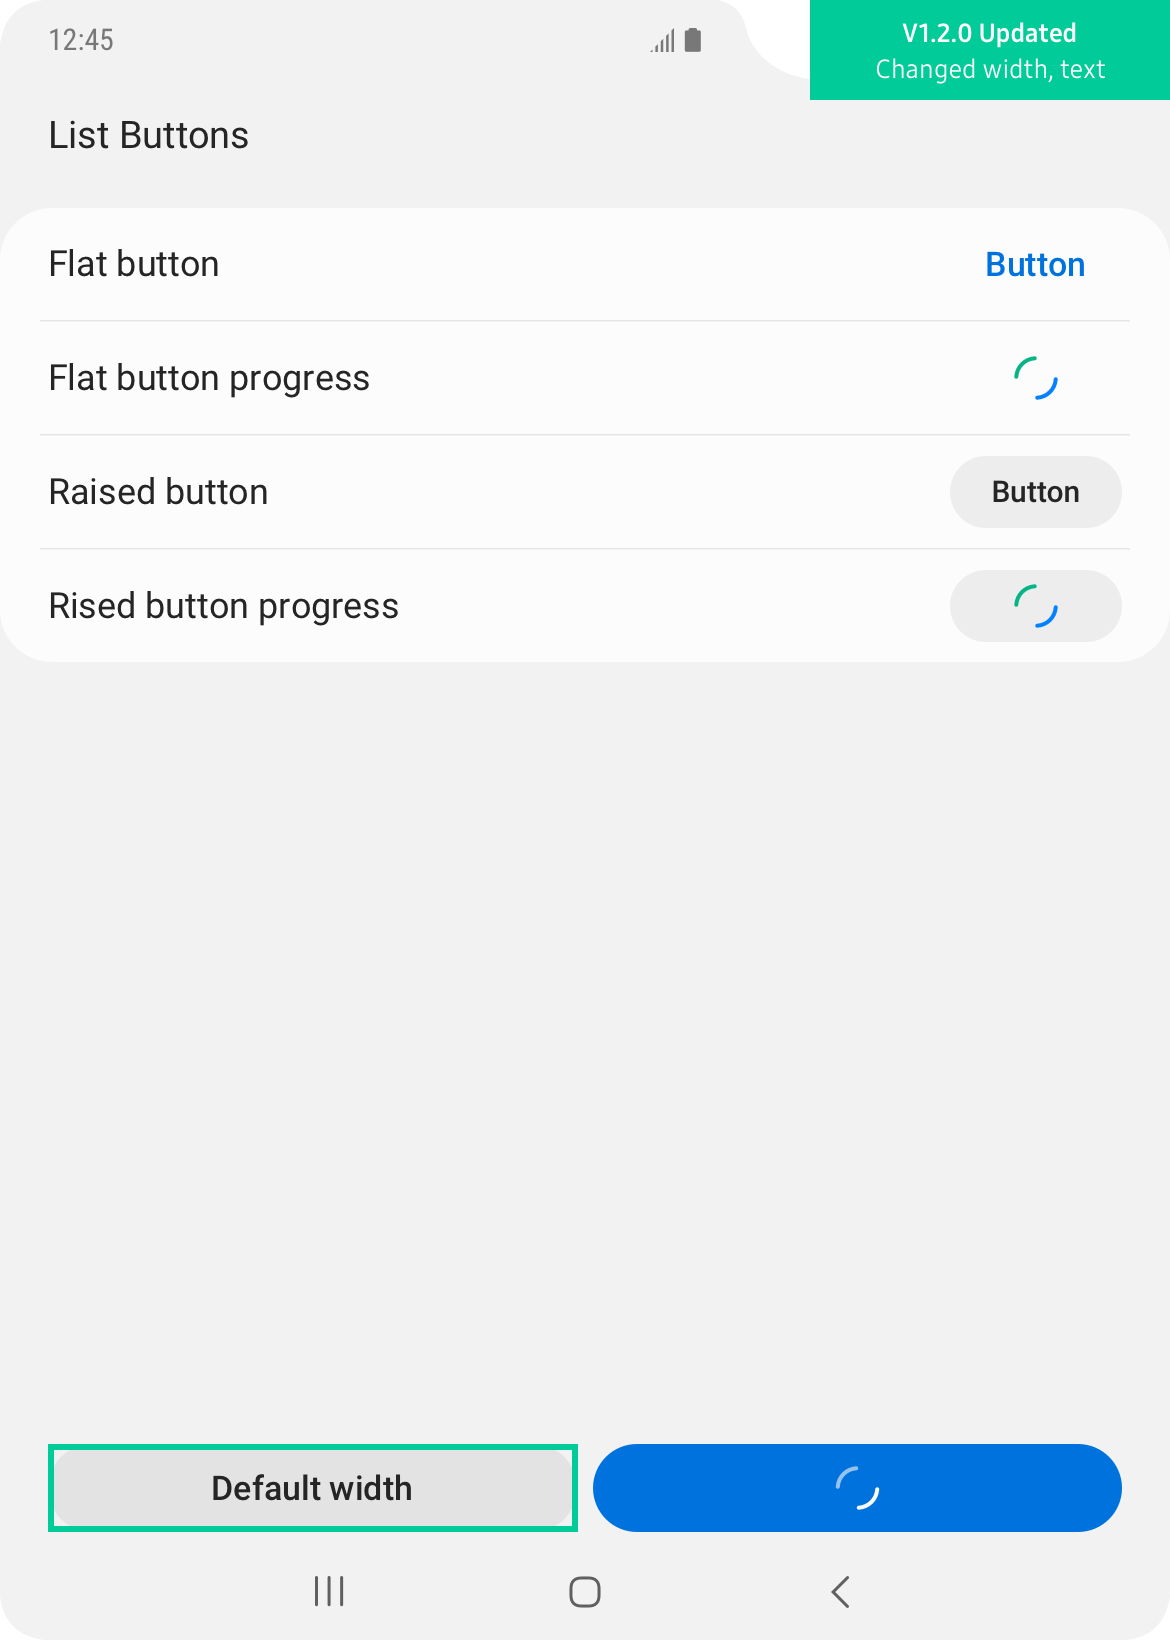 12:45
V1.2.0 Updated
Changed width, text
List Buttons
Flat button
Button
Flat button progress
Raised button
Button
Rised button progress
Default width